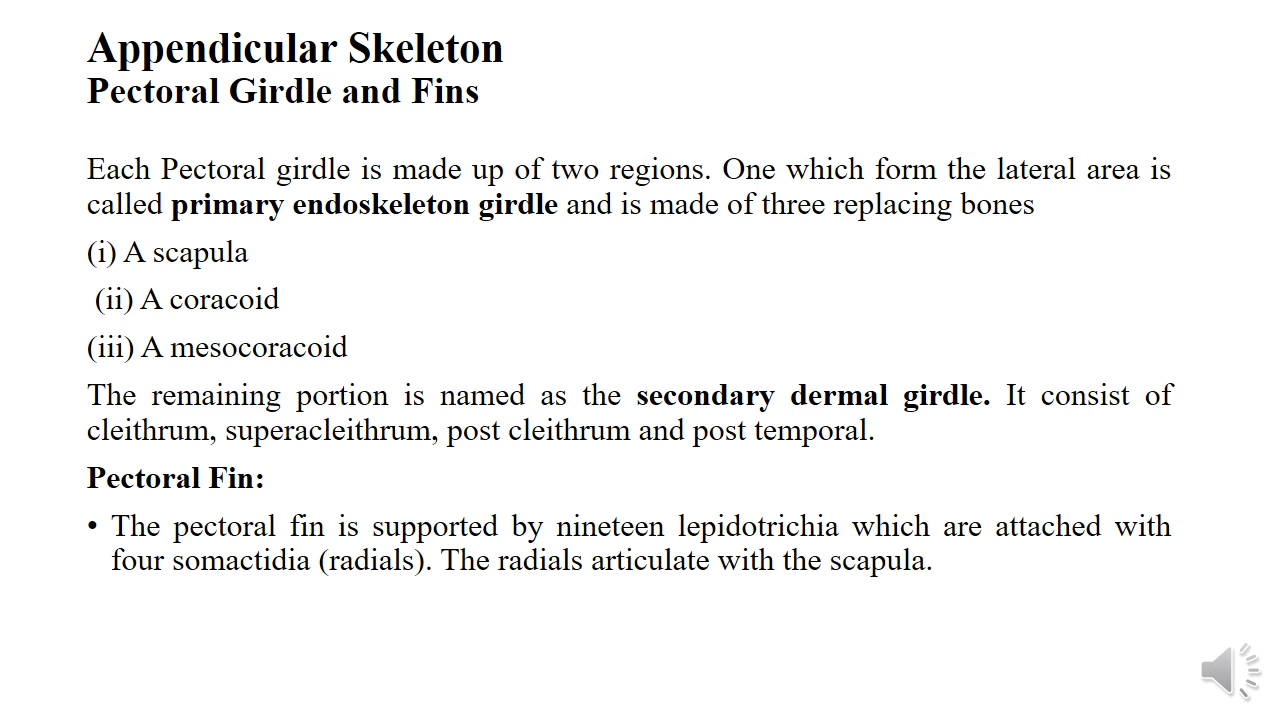 Appendicular Skeleton
Pectoral Girdle and Fins
Each Pectoral girdle is made up of two regions. One which form the lateral area is
called primary endoskeleton girdle and is made of three replacing bones
(i) A scapula
(ii) A coracoid
(iii) A mesocoracoid
The remaining portion is named as the secondary dermal girdle. It consist of
cleithrum, superacleithrum, post cleithrum and post temporal.
Pectoral Fin:
• The pectoral fin is supported by nineteen lepidotrichia which are attached with
four somactidia (radials). The radials articulate with the scapula.